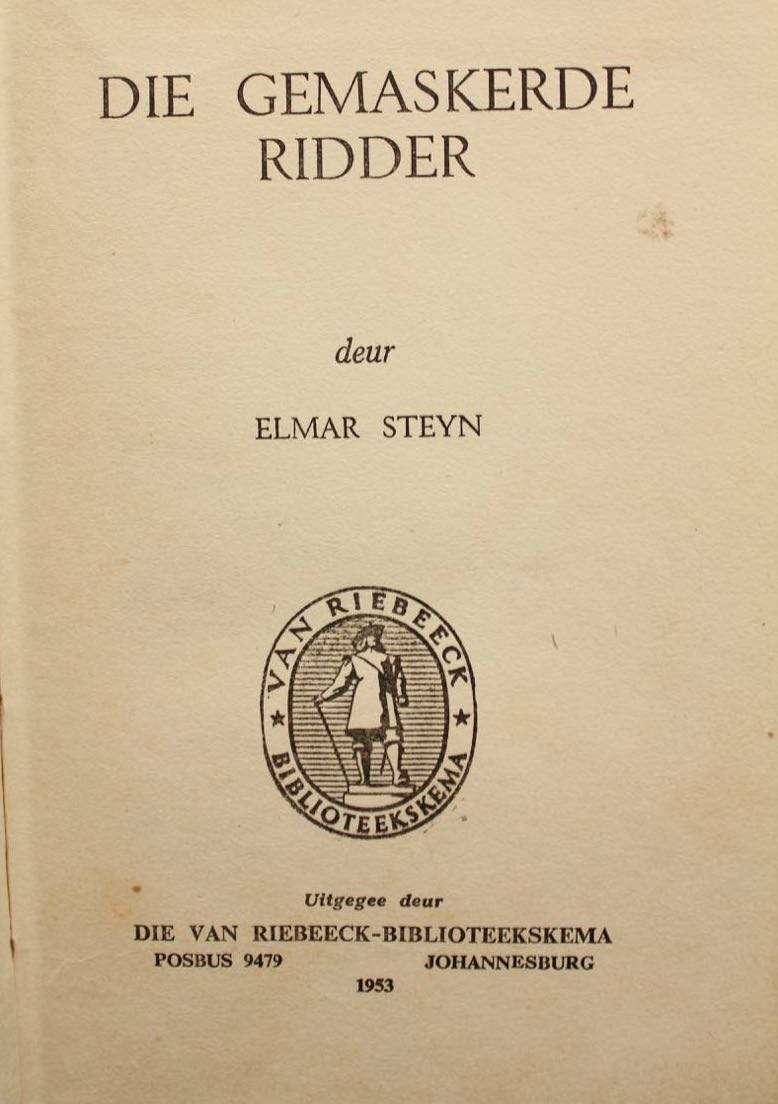 DIE GEMASKERDE
RIDDER
deur
ELMAR STEYN
VAN RIEBEECK
★ BIBLIOTEEKSKEMA ★
Uitgegee deur
DIE VAN RIEBEECK-BIBLIOTEEKSKEMA
POSBUS 9479 JOHANNESBURG
1953